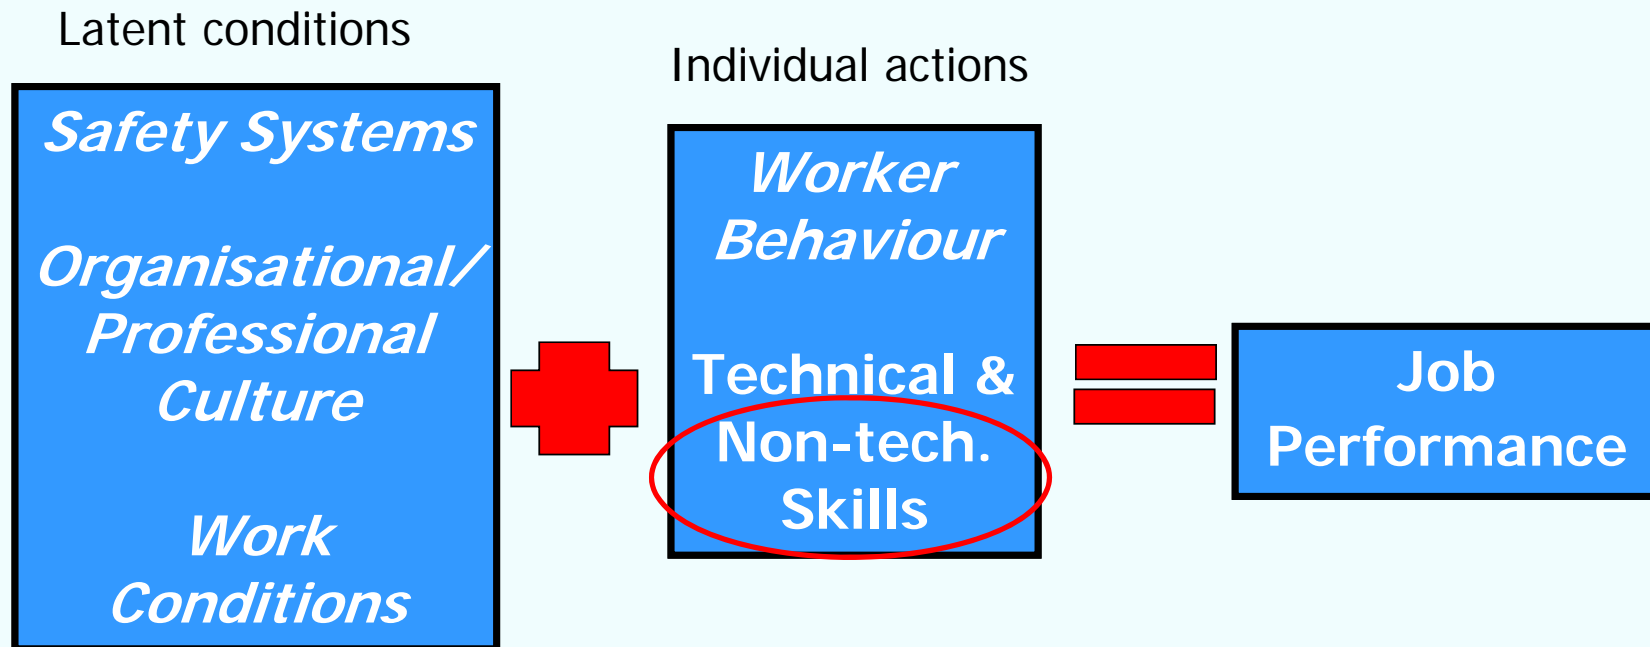 Latent conditions
Safety Systems
Organisational/
Professional
Culture
Work
Conditions
Individual actions
Worker
Behaviour
Technical &
Non-tech.
Skills
Job
Performance